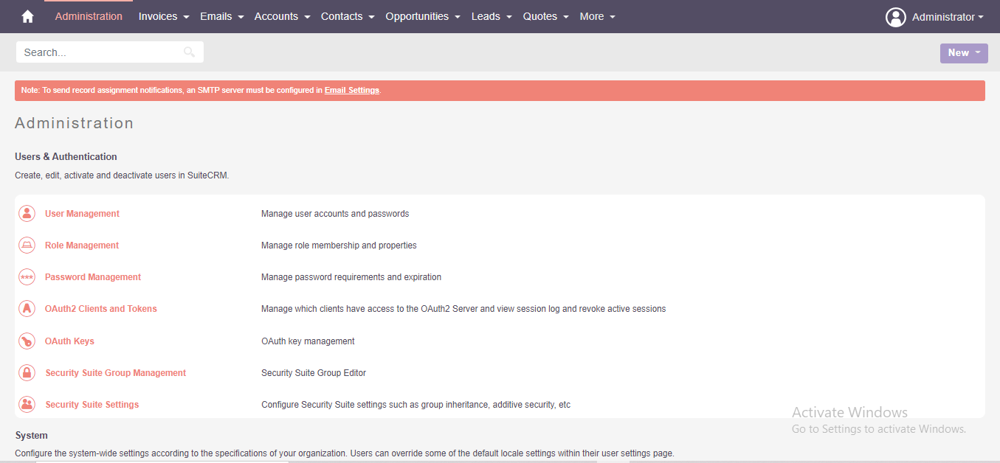 Administration Invoices Emails Accounts Contacts Opportunities Leads Quotes More Administrator
Search... New
Note: To send record assignment notifications, an SMTP server must be configured in Email Settings.
Administration
Users & Authentication
Create, edit, activate and deactivate users in SuiteCRM.
User Management Manage user accounts and passwords
Role Management Manage role membership and properties
*** Password Management Manage password requirements and expiration
A OAuth2 Clients and Tokens Manage which clients have access to the OAuth2 Server and view session log and revoke active sessions
OAuth Keys OAuth key management
Security Suite Group Management Security Suite Group Editor
Security Suite Settings Configure Security Suite settings such as group inheritance, additive security, etc
Activate Windows
Go to Settings to activate Windows.
System
Configure the system-wide settings according to the specifications of your organization. Users can override some of the default locale settings within their user settings page.